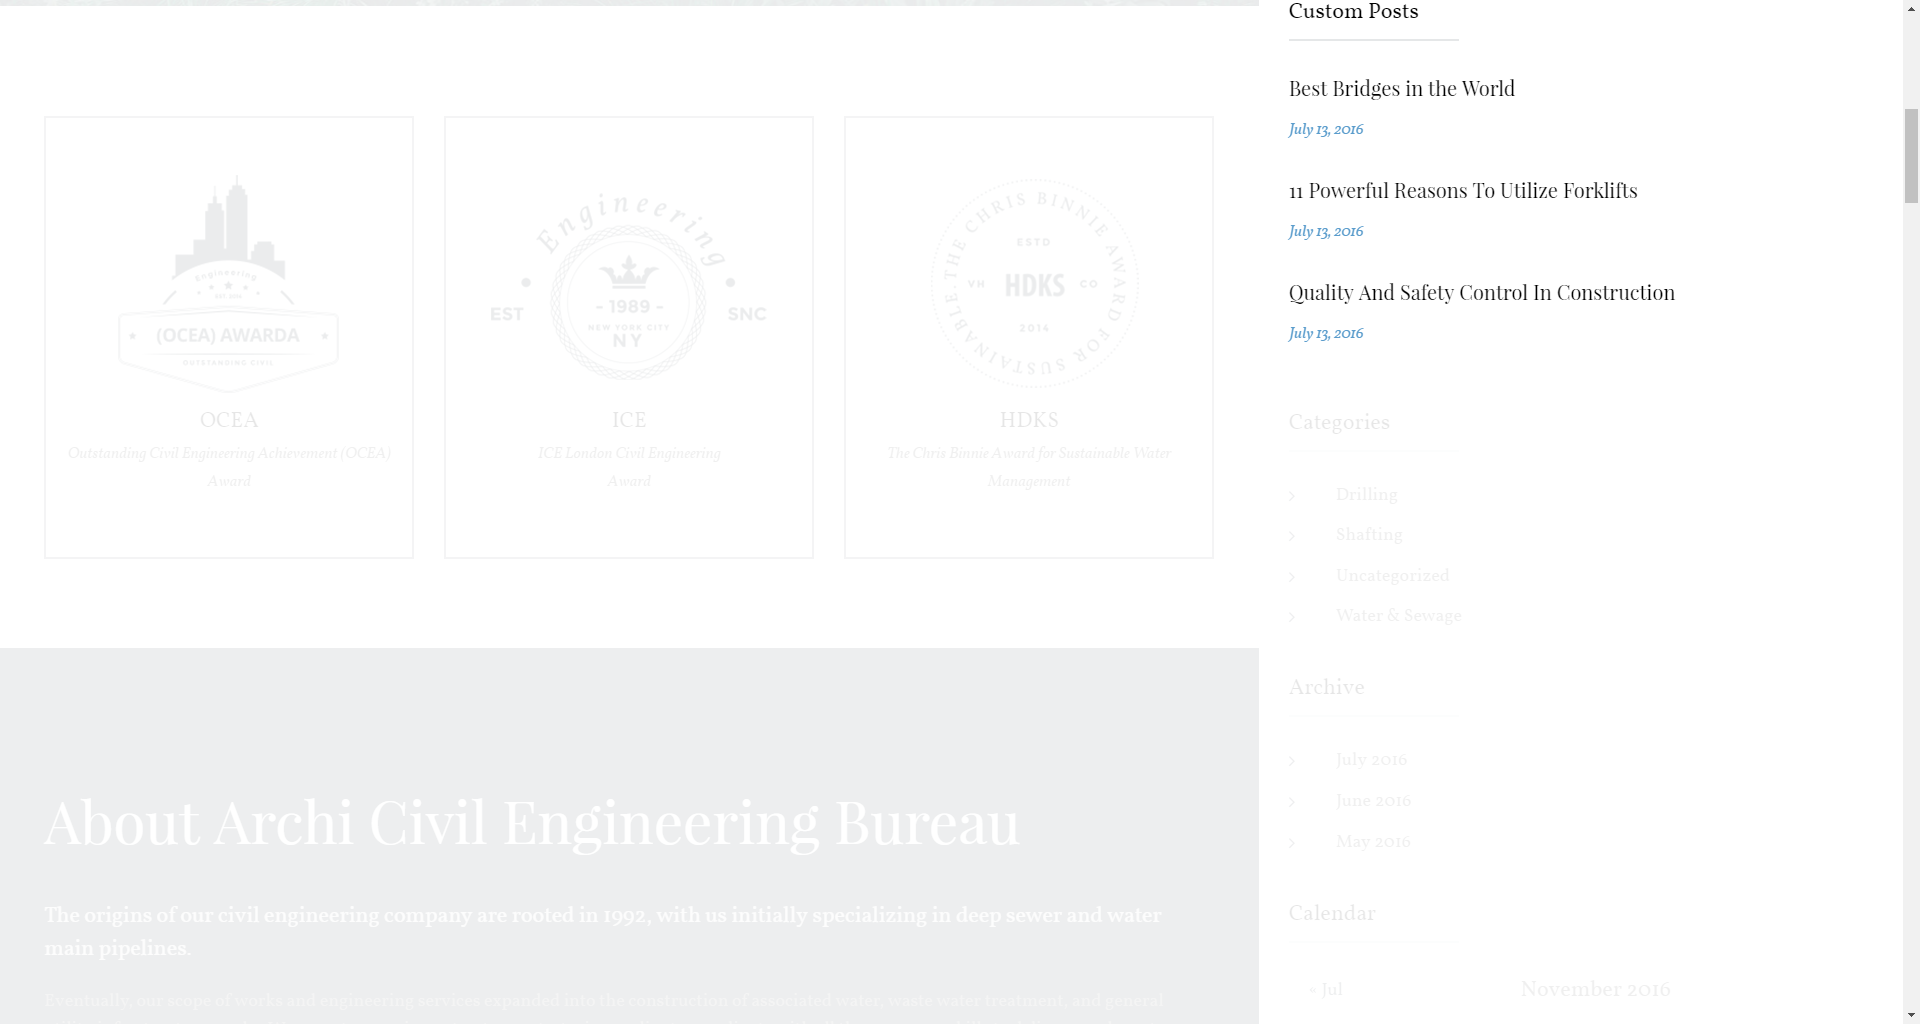 Custom Posts
Best Bridges in the World
July 13, 2016
11 Powerful Reasons To Utilize Forklifts
July 13, 2016
Quality And Safety Control In Construction
July 13, 2016
Engineering
(OCEA) AWARDA
OUTSTANDING CIVIL
OCEA
Outstanding Civil Engineering Achievement (OCEA)
Award
Engineering
EST
SNC
- 1989 -
NEW YORK CITY
NY
ICE
ICE London Civil Engineering
Award
THE CHRIS BINNIE AWARD FOR SUSTAINABLE
ESTD
VH HDKS CO
2014
HDKS
The Chris Binnie Award for Sustainable Water
Management
Categories
Drilling
Shafting
Uncategorized
Water & Sewage
Archive
July 2016
June 2016
May 2016
Calendar
« Jul
November 2016
About Archi Civil Engineering Bureau
The origins of our civil engineering company are rooted in 1992, with us initially specializing in deep sewer and water
main pipelines.
Eventually, our scope of works and engineering services expanded into the construction of associated water, waste water treatment, and general